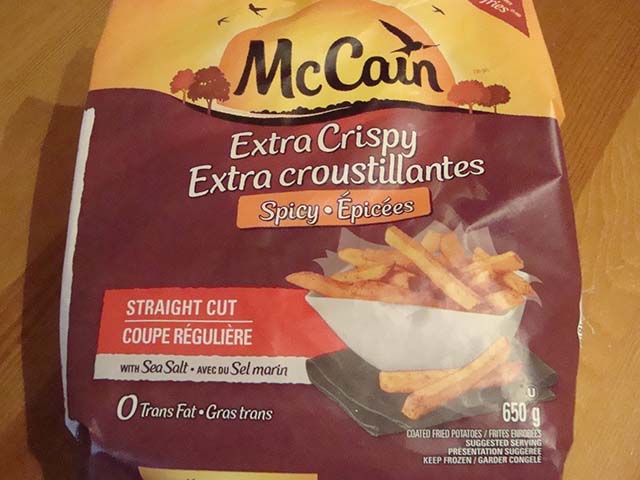 fries
McCain
Extra Crispy
Extra croustillantes
Spicy • Épicées
STRAIGHT CUT
COUPE RÉGULIÈRE
WITH Sea Salt • AVEC DU Sel marin
0 Trans Fat • Gras trans
U
650 g
COATED FRIED POTATOES / FRITES ENROBÉES
SUGGESTED SERVING
PRÉSENTATION SUGGÉRÉE
KEEP FROZEN / GARDER CONGELÉ